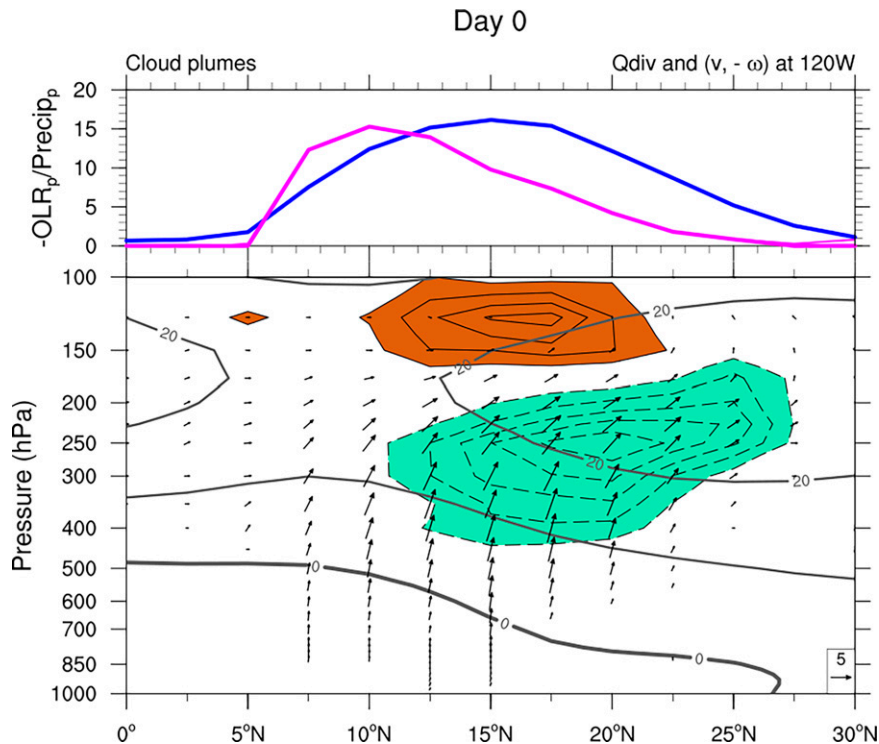 Day 0
Cloud plumes
Qdiv and (v, - ω) at 120W
20
15
10
5
0
-OLRₚ/Precipₚ
100
150
200
250
300
400
500
600
700
850
1000
Pressure (hPa)
20
20
20
20
20
0
0
0
5
0°
5°N
10°N
15°N
20°N
25°N
30°N